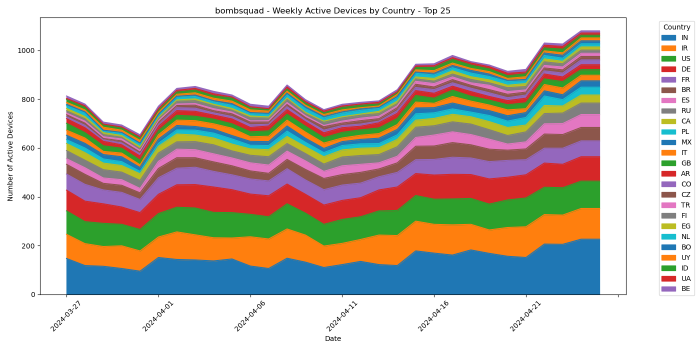 bombsquad - Weekly Active Devices by Country - Top 25
Number of Active Devices
1000
800
600
400
200
0
2024-03-27
2024-04-01
2024-04-06
2024-04-11
2024-04-16
2024-04-21
Date
Country
IN
IR
US
DE
FR
BR
ES
RU
CA
PL
MX
IT
GB
AR
CO
CZ
TR
FI
EG
NL
BO
UY
ID
UA
BE